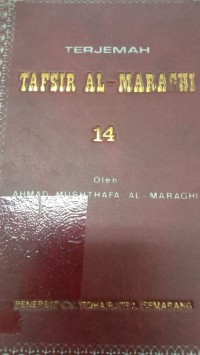 TERJEMAH
TAFSIR AL-MARAGHI
14
Oleh
AHMAD MUSHTHAFA AL-MARAGHI
PENERBIT CV. TOHA PUTRA SEMARANG